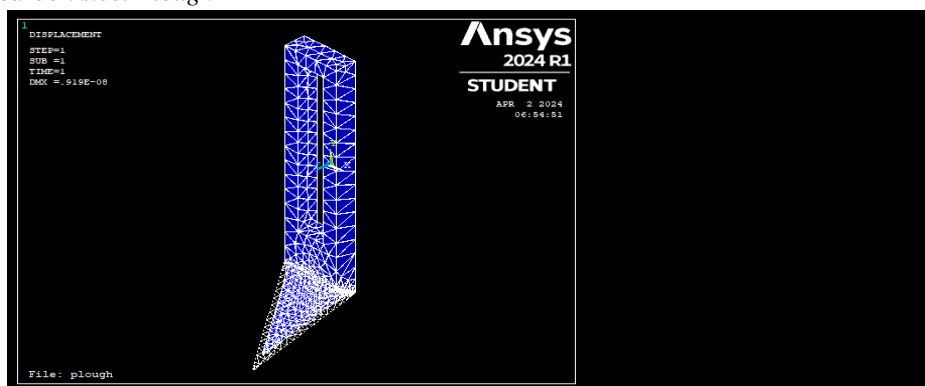 1
DISPLACEMENT
STEP=1
SUB =1
TIME=1
DMX =.919E-08
Ansys
2024 R1
STUDENT
APR 2 2024
06:54:51
Y
Z X
File: plough